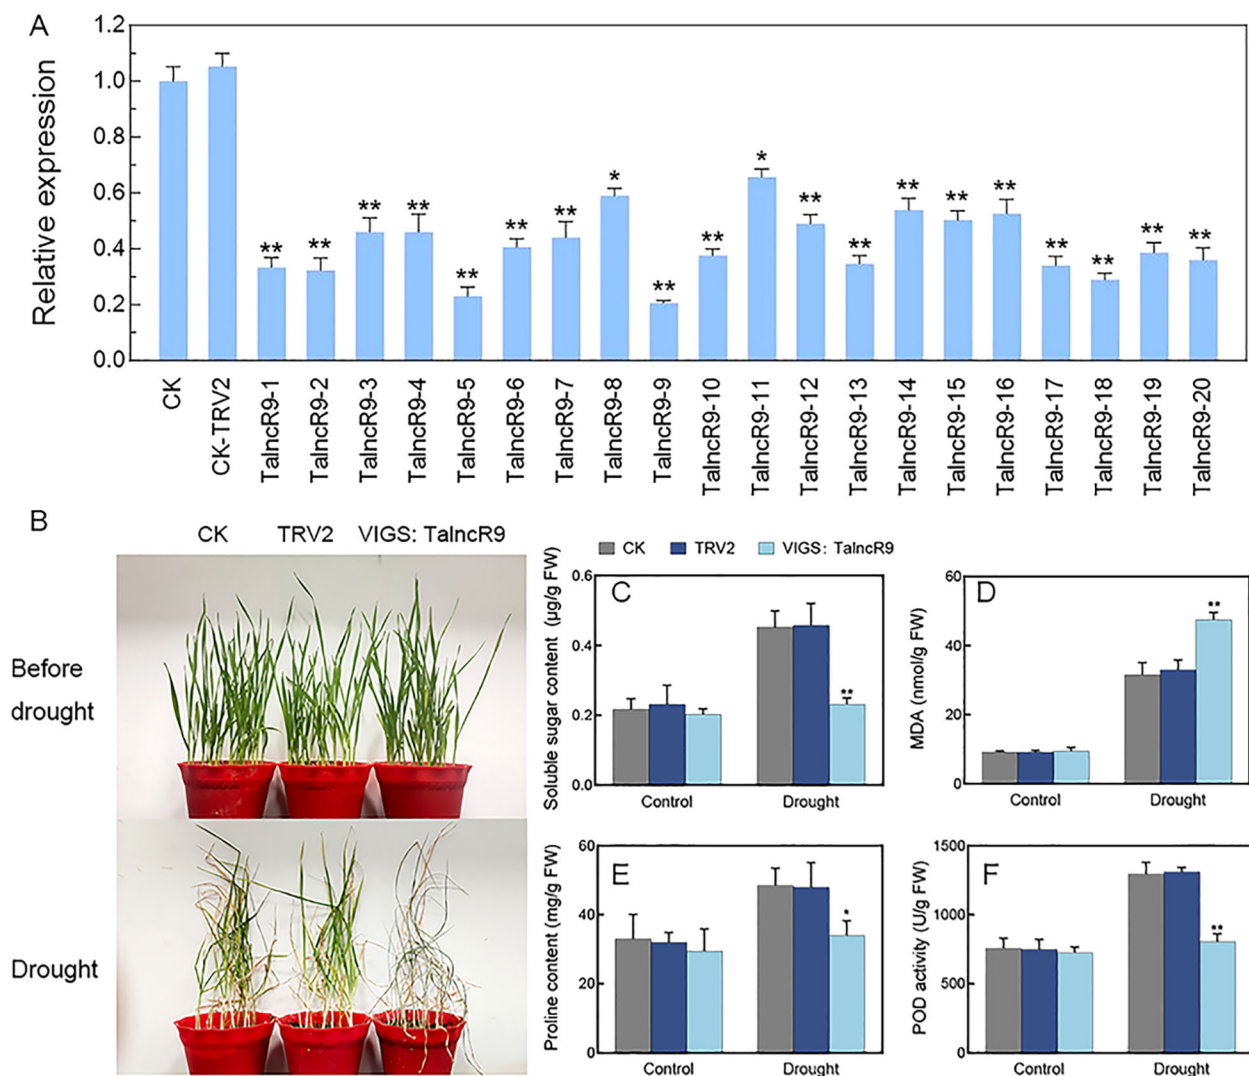 A
Relative expression
1.2
1.0
0.8
0.6
0.4
0.2
0.0
** ** ** ** ** ** ** * ** ** * ** ** ** ** ** ** ** ** **
CK
CK-TRV2
TalncR9-1
TalncR9-2
TalncR9-3
TalncR9-4
TalncR9-5
TalncR9-6
TalncR9-7
TalncR9-8
TalncR9-9
TalncR9-10
TalncR9-11
TalncR9-12
TalncR9-13
TalncR9-14
TalncR9-15
TalncR9-16
TalncR9-17
TalncR9-18
TalncR9-19
TalncR9-20
B
CK TRV2 VIGS: TalncR9
Before
drought
Drought
CK TRV2 VIGS: TalncR9
C
Soluble sugar content (μg/g FW)
0.6
0.4
0.2
0.0
**
Control Drought
D
MDA (nmol/g FW)
60
40
20
0
**
Control Drought
E
Proline content (mg/g FW)
60
40
20
0
*
Control Drought
F
POD activity (U/g FW)
1500
1000
500
0
**
Control Drought